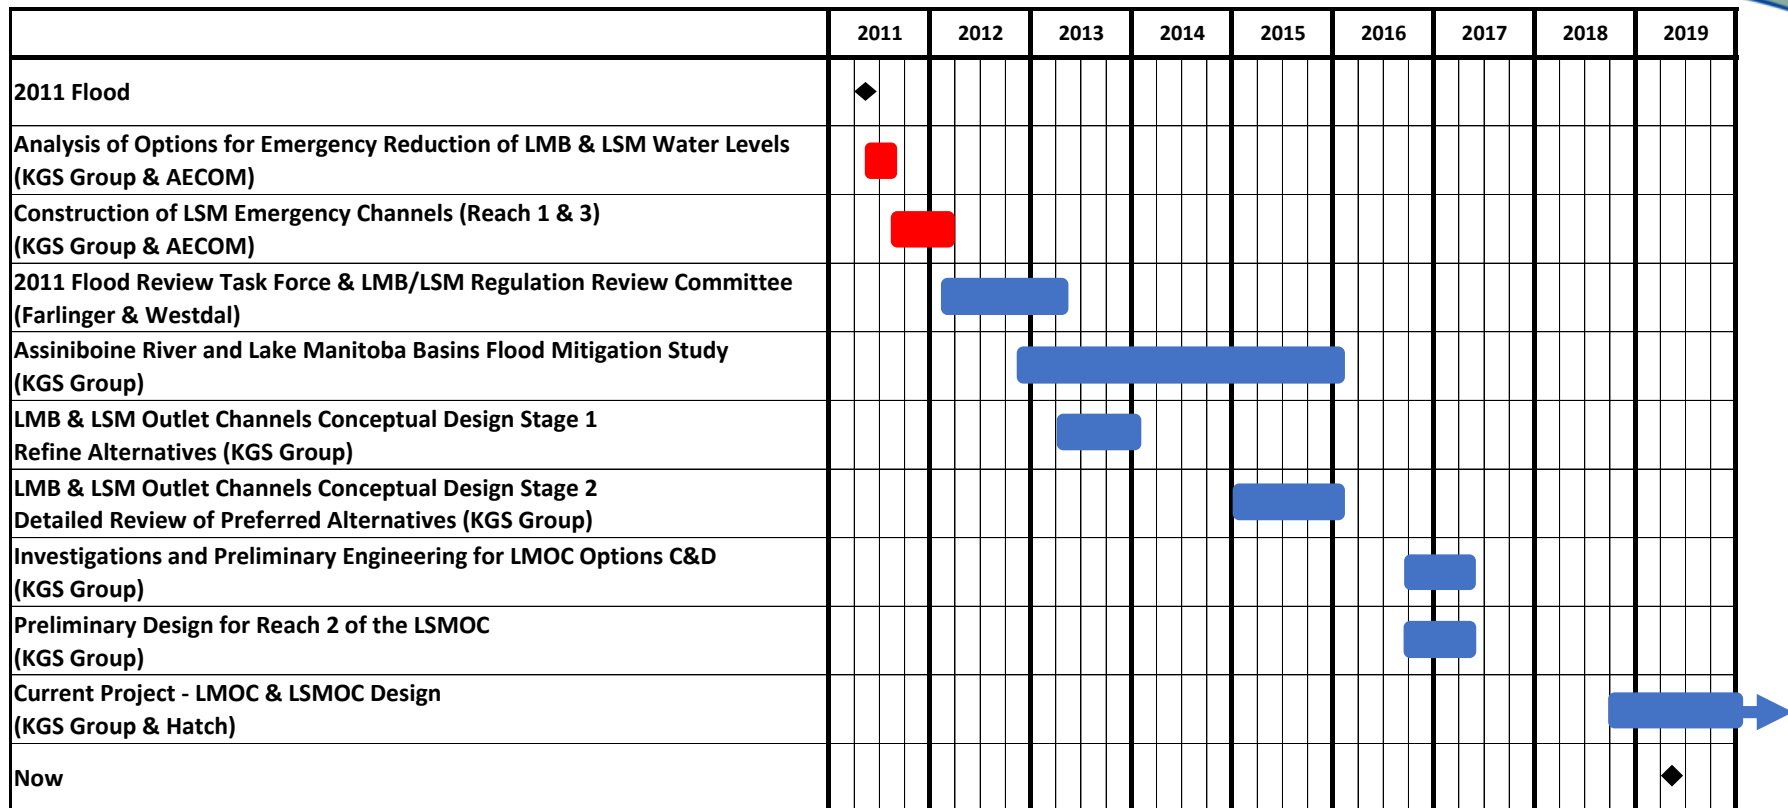 2011 2012 2013 2014 2015 2016 2017 2018 2019
2011 Flood
Analysis of Options for Emergency Reduction of LMB & LSM Water Levels
(KGS Group & AECOM)
Construction of LSM Emergency Channels (Reach 1 & 3)
(KGS Group & AECOM)
2011 Flood Review Task Force & LMB/LSM Regulation Review Committee
(Farlinger & Westdal)
Assiniboine River and Lake Manitoba Basins Flood Mitigation Study
(KGS Group)
LMB & LSM Outlet Channels Conceptual Design Stage 1
Refine Alternatives (KGS Group)
LMB & LSM Outlet Channels Conceptual Design Stage 2
Detailed Review of Preferred Alternatives (KGS Group)
Investigations and Preliminary Engineering for LMOC Options C&D
(KGS Group)
Preliminary Design for Reach 2 of the LSMOC
(KGS Group)
Current Project - LMOC & LSMOC Design
(KGS Group & Hatch)
Now